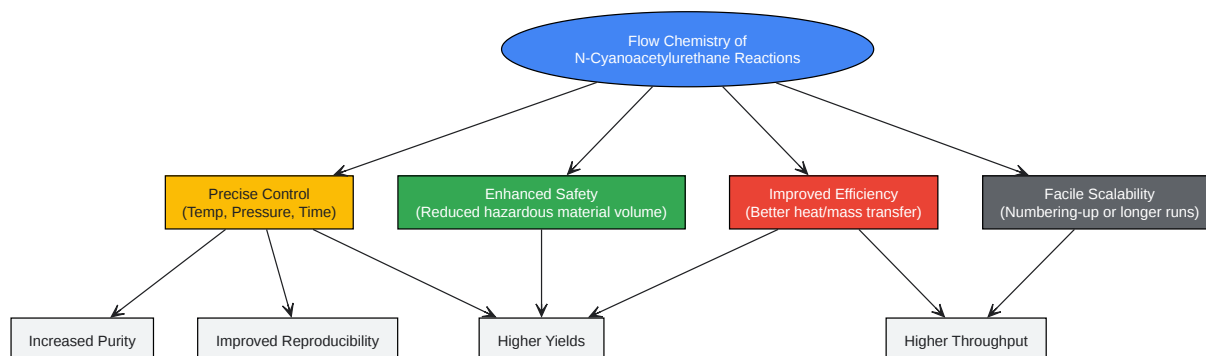 Flow Chemistry of
N-Cyanoacetylurethane Reactions
Precise Control
(Temp, Pressure, Time)
Enhanced Safety
(Reduced hazardous material volume)
Improved Efficiency
(Better heat/mass transfer)
Facile Scalability
(Numbering-up or longer runs)
Increased Purity
Improved Reproducibility
Higher Yields
Higher Throughput